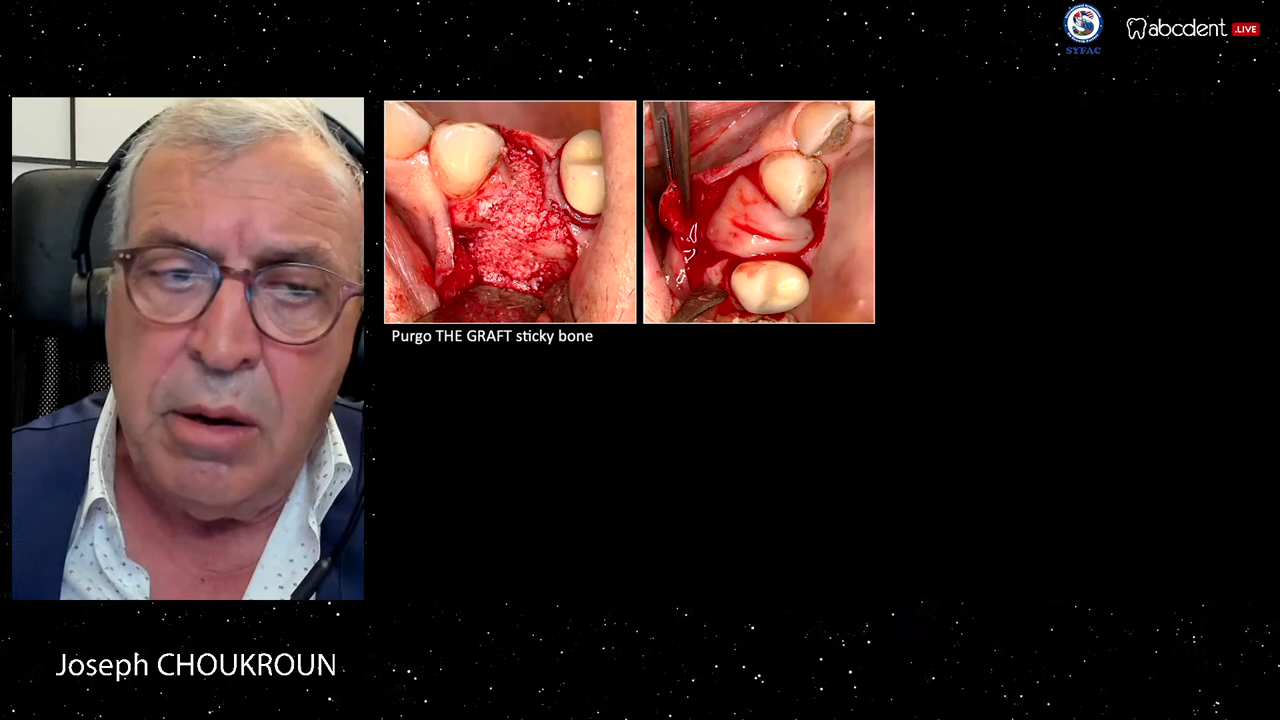 SYFAC
abcdent .LIVE
Purgo THE GRAFT sticky bone
Joseph CHOUKROUN